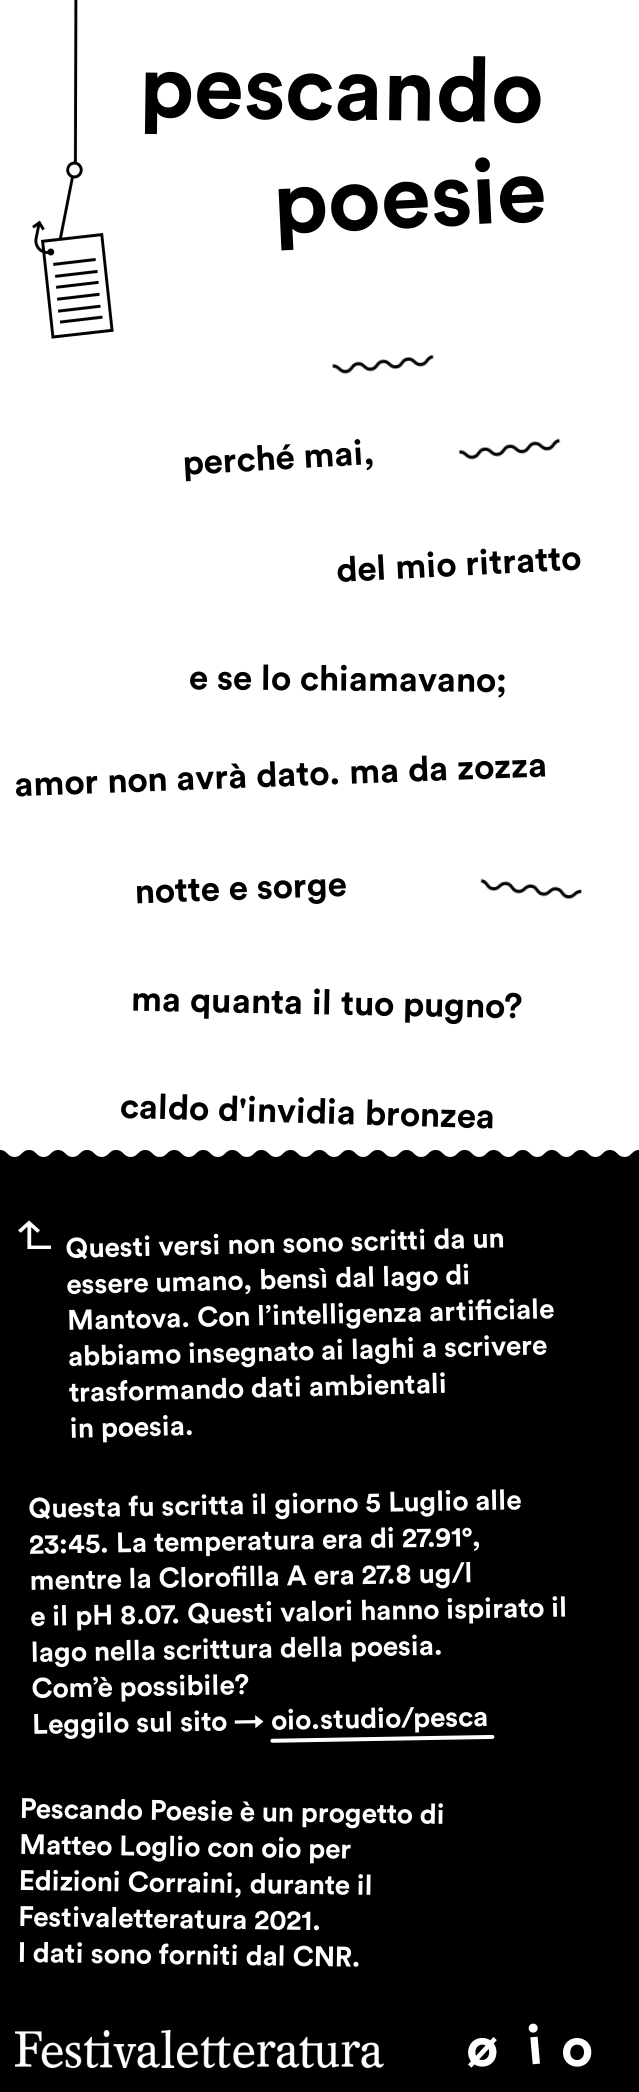 pescando
poesie
perché mai,
del mio ritratto
e se lo chiamavano;
amor non avrà dato. ma da zozza
notte e sorge
ma quanta il tuo pugno?
caldo d'invidia bronzea
Questi versi non sono scritti da un
essere umano, bensì dal lago di
Mantova. Con l’intelligenza artificiale
abbiamo insegnato ai laghi a scrivere
trasformando dati ambientali
in poesia.
Questa fu scritta il giorno 5 Luglio alle
23:45. La temperatura era di 27.91°,
mentre la Clorofilla A era 27.8 ug/l
e il pH 8.07. Questi valori hanno ispirato il
lago nella scrittura della poesia.
Com’è possibile?
Leggilo sul sito → oio.studio/pesca
Pescando Poesie è un progetto di
Matteo Loglio con oio per
Edizioni Corraini, durante il
Festivaletteratura 2021.
I dati sono forniti dal CNR.
Festivaletteratura øio